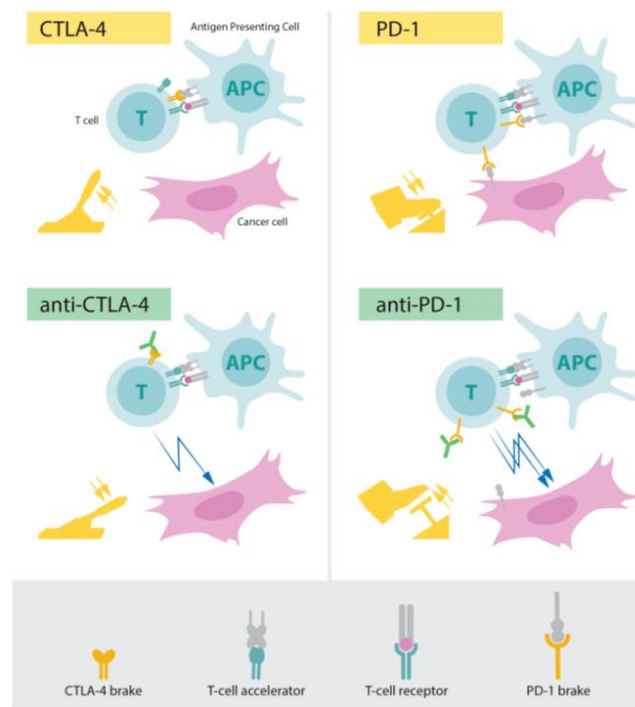 CTLA-4
Antigen Presenting Cell
APC
T
T cell
Cancer cell
PD-1
APC
T
anti-CTLA-4
APC
T
anti-PD-1
APC
T
CTLA-4 brake
T-cell accelerator
T-cell receptor
PD-1 brake